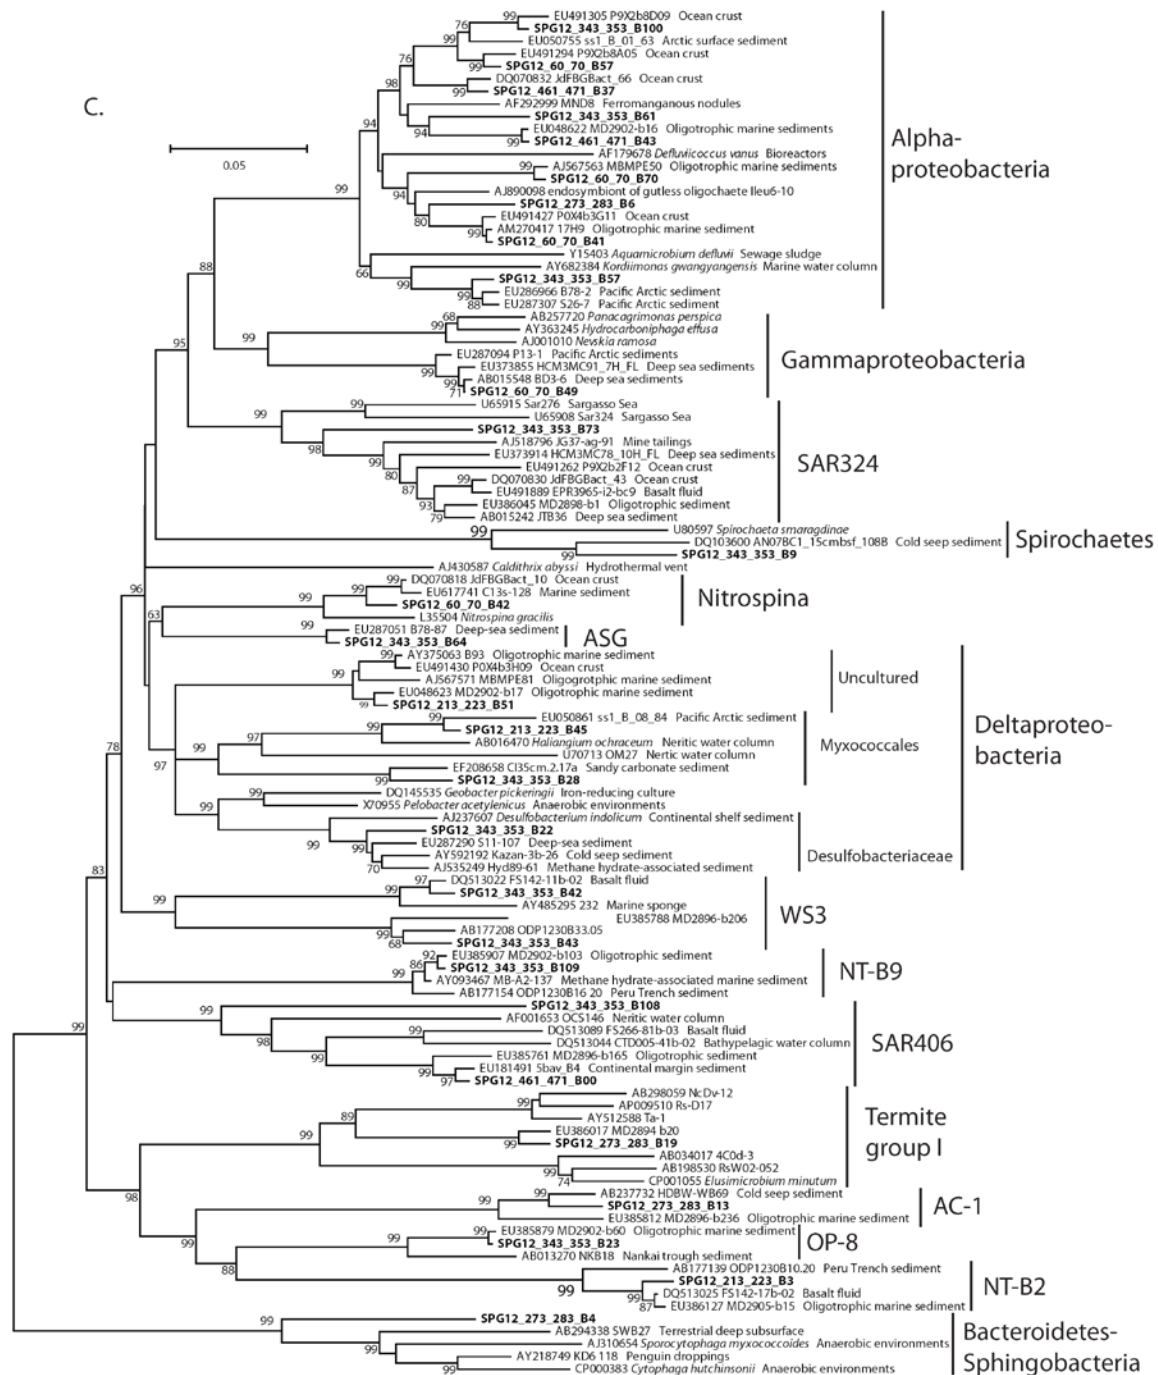 C.
0.05
99 EU491305 P9X2b8D09 Ocean crust
76 SPG12_343_353_B100
99 EU050755 ss1_B_01_63 Arctic surface sediment
76 EU491294 P9X2b8A05 Ocean crust
99 SPG12_60_70_B57
98 DQ070832 JdFBGBact_66 Ocean crust
99 SPG12_461_471_B37
AF292999 MND8 Ferromanganous nodules
94 SPG12_343_353_B61
94 EU048622 MD2902-b16 Oligotrophic marine sediments
99 SPG12_461_471_B43
AF179678 Defluviicoccus vanus Bioreactors
99 AJ567563 MBMPE50 Oligotrophic marine sediments
SPG12_60_70_B70
99 94 AJ890098 endosymbiont of gutless oligochaete Ileu6-10
SPG12_273_283_B6
80 EU491427 P0X4b3G11 Ocean crust
99 AM270417 17H9 Oligotrophic marine sediment
SPG12_60_70_B41
Y15403 Aquamicrobium defluvii Sewage sludge
66 AY682384 Kordiimonas gwangyangensis Marine water column
99 SPG12_343_353_B57
88 99 EU286966 B78-2 Pacific Arctic sediment
88 EU287307 S26-7 Pacific Arctic sediment
Alpha-
proteobacteria
68 AB257720 Panacagrimonas perspica
99 AY363245 Hydrocarboniphaga effusa
99 AJ001010 Nevskia ramosa
95 EU287094 P13-1 Pacific Arctic sediments
99 EU373855 HCM3MC91_7H_FL Deep sea sediments
99 AB015548 BD3-6 Deep sea sediments
71 SPG12_60_70_B49
Gammaproteobacteria
99 U65915 Sar276 Sargasso Sea
99 U65908 Sar324 Sargasso Sea
SPG12_343_353_B73
98 AJ518796 JG37-ag-91 Mine tailings
99 EU373914 HCM3MC78_10H_FL Deep sea sediments
80 EU491262 P9X2b2F12 Ocean crust
87 99 DQ070830 JdFBGBact_43 Ocean crust
EU491889 EPR3965-i2-bc9 Basalt fluid
93 EU386045 MD2898-b1 Oligotrophic sediment
79 AB015242 JTB36 Deep sea sediment
SAR324
99 U80597 Spirochaeta smaragdinae
DQ103600 AN07BC1_15cmbsf_108B Cold seep sediment
99 SPG12_343_353_B9
Spirochaetes
AJ430587 Caldithrix abyssi Hydrothermal vent
96 99 DQ070818 JdFBGBact_10 Ocean crust
99 EU617741 C13s-128 Marine sediment
99 SPG12_60_70_B42
63 L35504 Nitrospina gracilis
Nitrospina
99 EU287051 B78-87 Deep-sea sediment
SPG12_343_353_B64
ASG
99 AY375063 B93 Oligotrophic marine sediment
EU491430 P0X4b3H09 Ocean crust
99 AJ567571 MBMPE81 Oligogrotphic marine sediment
EU048623 MD2902-b17 Oligotrophic marine sediment
99 SPG12_213_223_B51
Uncultured
99 EU050861 ss1_B_08_84 Pacific Arctic sediment
SPG12_213_223_B45
97 AB016470 Haliangium ochraceum Neritic water column
78 99 U70713 OM27 Nertic water column
97 EF208658 CI35cm.2.17a Sandy carbonate sediment
99 SPG12_343_353_B28
Myxococcales
99 DQ145535 Geobacter pickeringii Iron-reducing culture
99 X70955 Pelobacter acetylenicus Anaerobic environments
AJ237607 Desulfobacterium indolicum Continental shelf sediment
SPG12_343_353_B22
99 99 EU287290 S11-107 Deep-sea sediment
AY592192 Kazan-3b-26 Cold seep sediment
70 AJ535249 Hyd89-61 Methane hydrate-associated sediment
Desulfobacteriaceae
Deltaproteo-
bacteria
83 97 DQ513022 FS142-11b-02 Basalt fluid
99 SPG12_343_353_B42
99 AY485295 232 Marine sponge
EU385788 MD2896-b206
99 AB177208 ODP1230B33.05
68 SPG12_343_353_B43
WS3
92 EU385907 MD2902-b103 Oligotrophic sediment
86 SPG12_343_353_B109
99 AY093467 MB-A2-137 Methane hydrate-associated marine sediment
AB177154 ODP1230B16 20 Peru Trench sediment
NT-B9
99 SPG12_343_353_B108
AF001653 OCS146 Neritic water column
99 98 DQ513089 FS266-81b-03 Basalt fluid
99 DQ513044 CTD005-41b-02 Bathypelagic water column
99 EU385761 MD2896-b165 Oligotrophic sediment
99 EU181491 5bav_B4 Continental margin sediment
97 SPG12_461_471_B00
SAR406
AB298059 NcDv-12
99 AP009510 Rs-D17
89 AY512588 Ta-1
99 EU386017 MD2894 b20
99 SPG12_273_283_B19
AB034017 4C0d-3
99 AB198530 RsW02-052
74 CP001055 Elusimicrobium minutum
Termite
group I
98 99 AB237732 HDBW-WB69 Cold seep sediment
99 SPG12_273_283_B13
EU385812 MD2896-b236 Oligotrophic marine sediment
AC-1
99 99 EU385879 MD2902-b60 Oligotrophic marine sediment
99 SPG12_343_353_B23
AB013270 NKB18 Nankai trough sediment
OP-8
88 AB177139 ODP1230B10.20 Peru Trench sediment
99 SPG12_213_223_B3
99 DQ513025 FS142-17b-02 Basalt fluid
87 EU386127 MD2905-b15 Oligotrophic marine sediment
NT-B2
99 SPG12_273_283_B4
AB294338 SWB27 Terrestrial deep subsurface
AJ310654 Sporocytophaga myxococcoides Anaerobic environments
99 AY218749 KD6 118 Penguin droppings
99 CP000383 Cytophaga hutchinsonii Anaerobic environments
Bacteroidetes-
Sphingobacteria